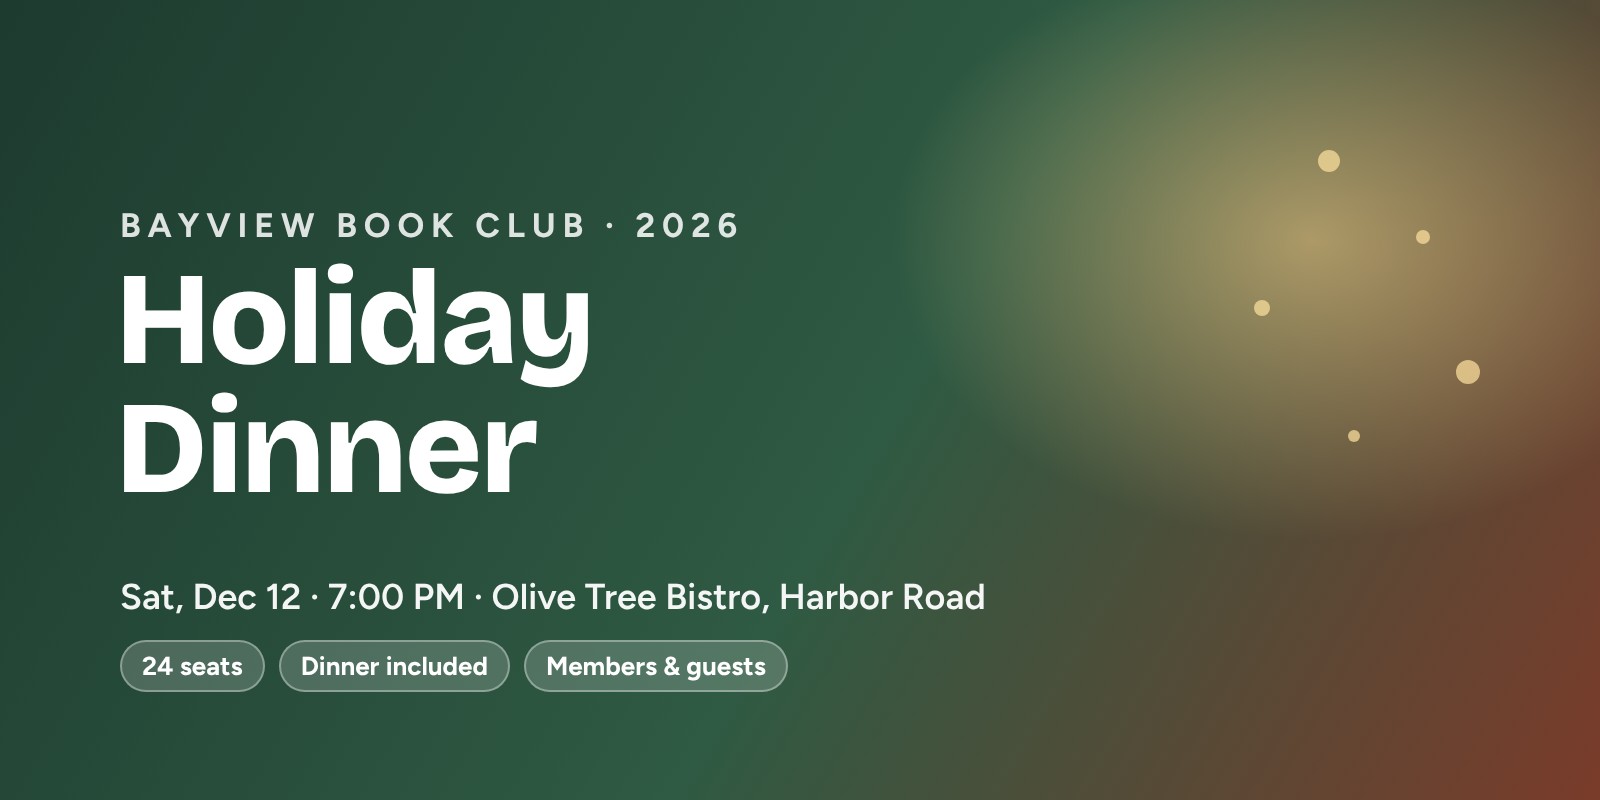 BAYVIEW BOOK CLUB · 2026
Holiday
Dinner
Sat, Dec 12 · 7:00 PM · Olive Tree Bistro, Harbor Road
24 seats
Dinner included
Members & guests